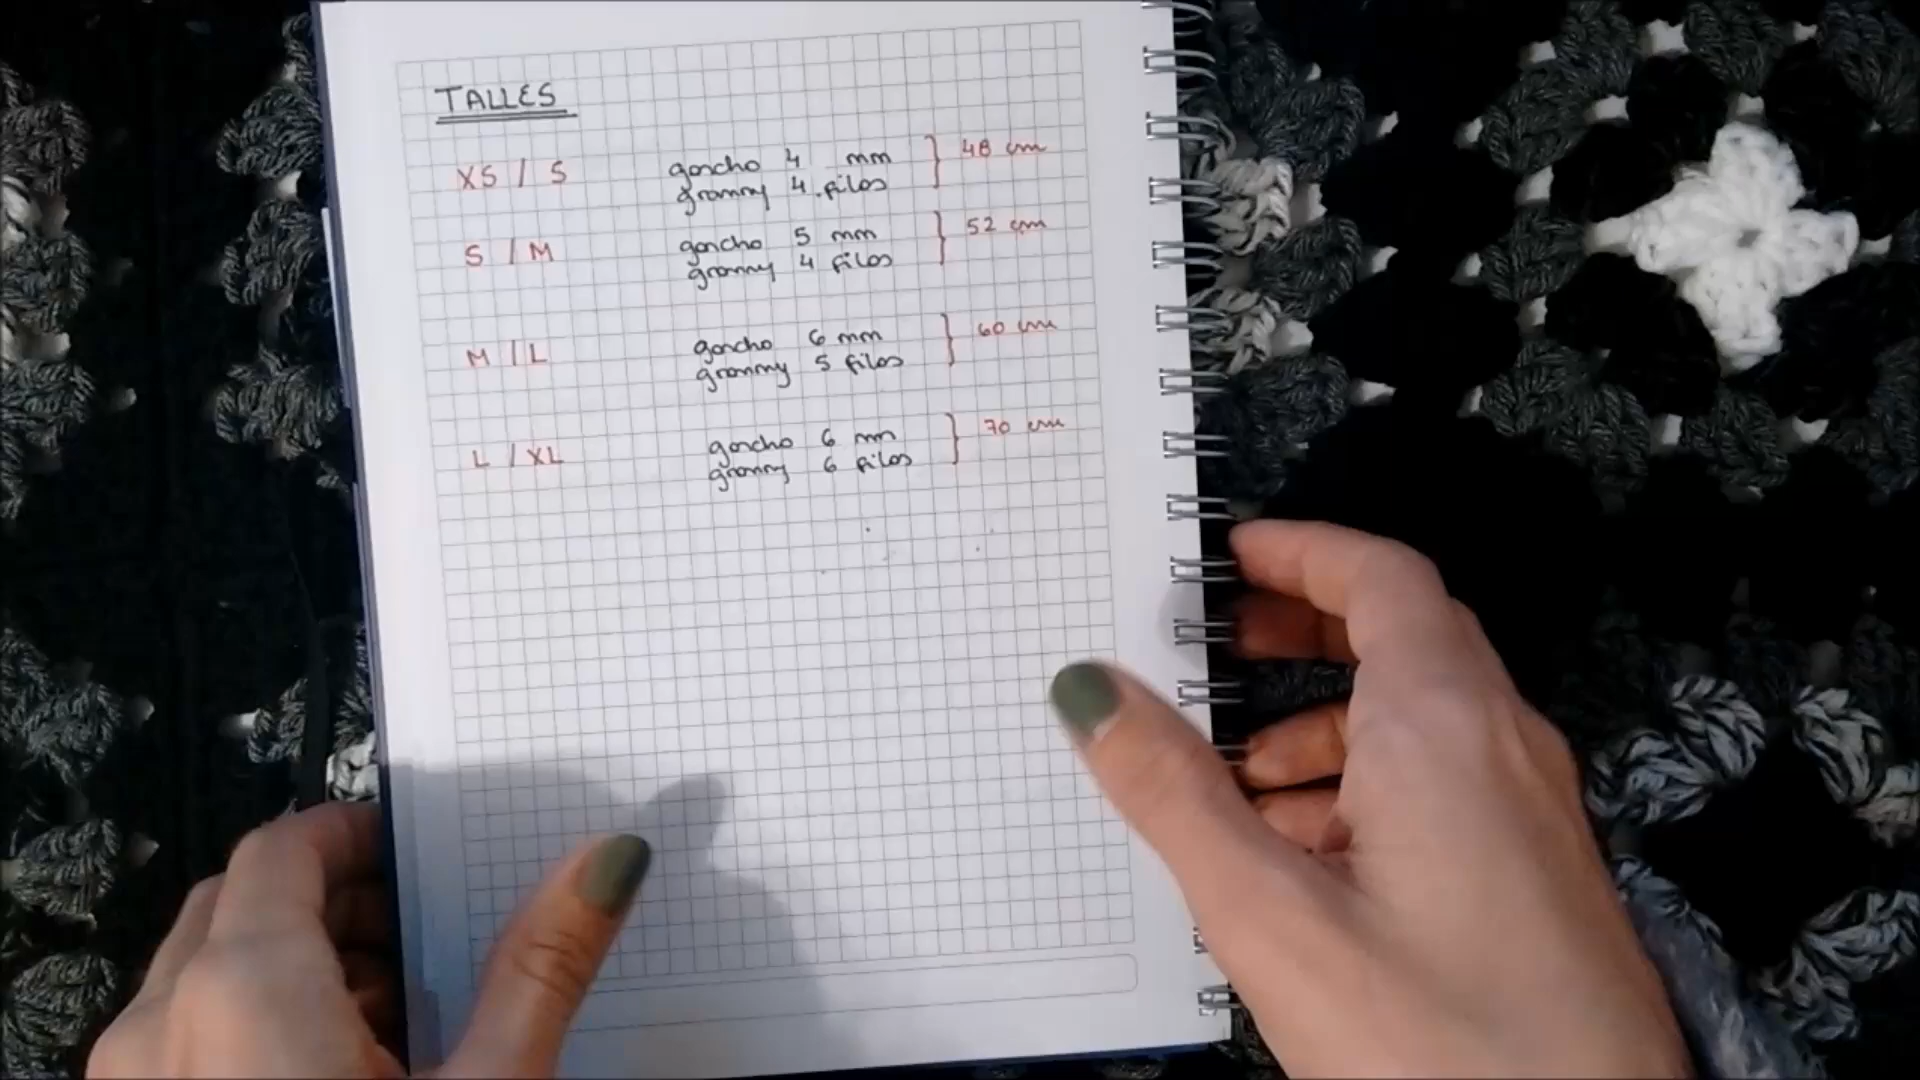 TALLES
XS / S gancho 4 mm } 48 cm
granny 4 filas
S / M gancho 5 mm } 52 cm
granny 4 filas
M / L gancho 6 mm } 60 cm
granny 5 filas
L / XL gancho 6 mm } 70 cm
granny 6 filas